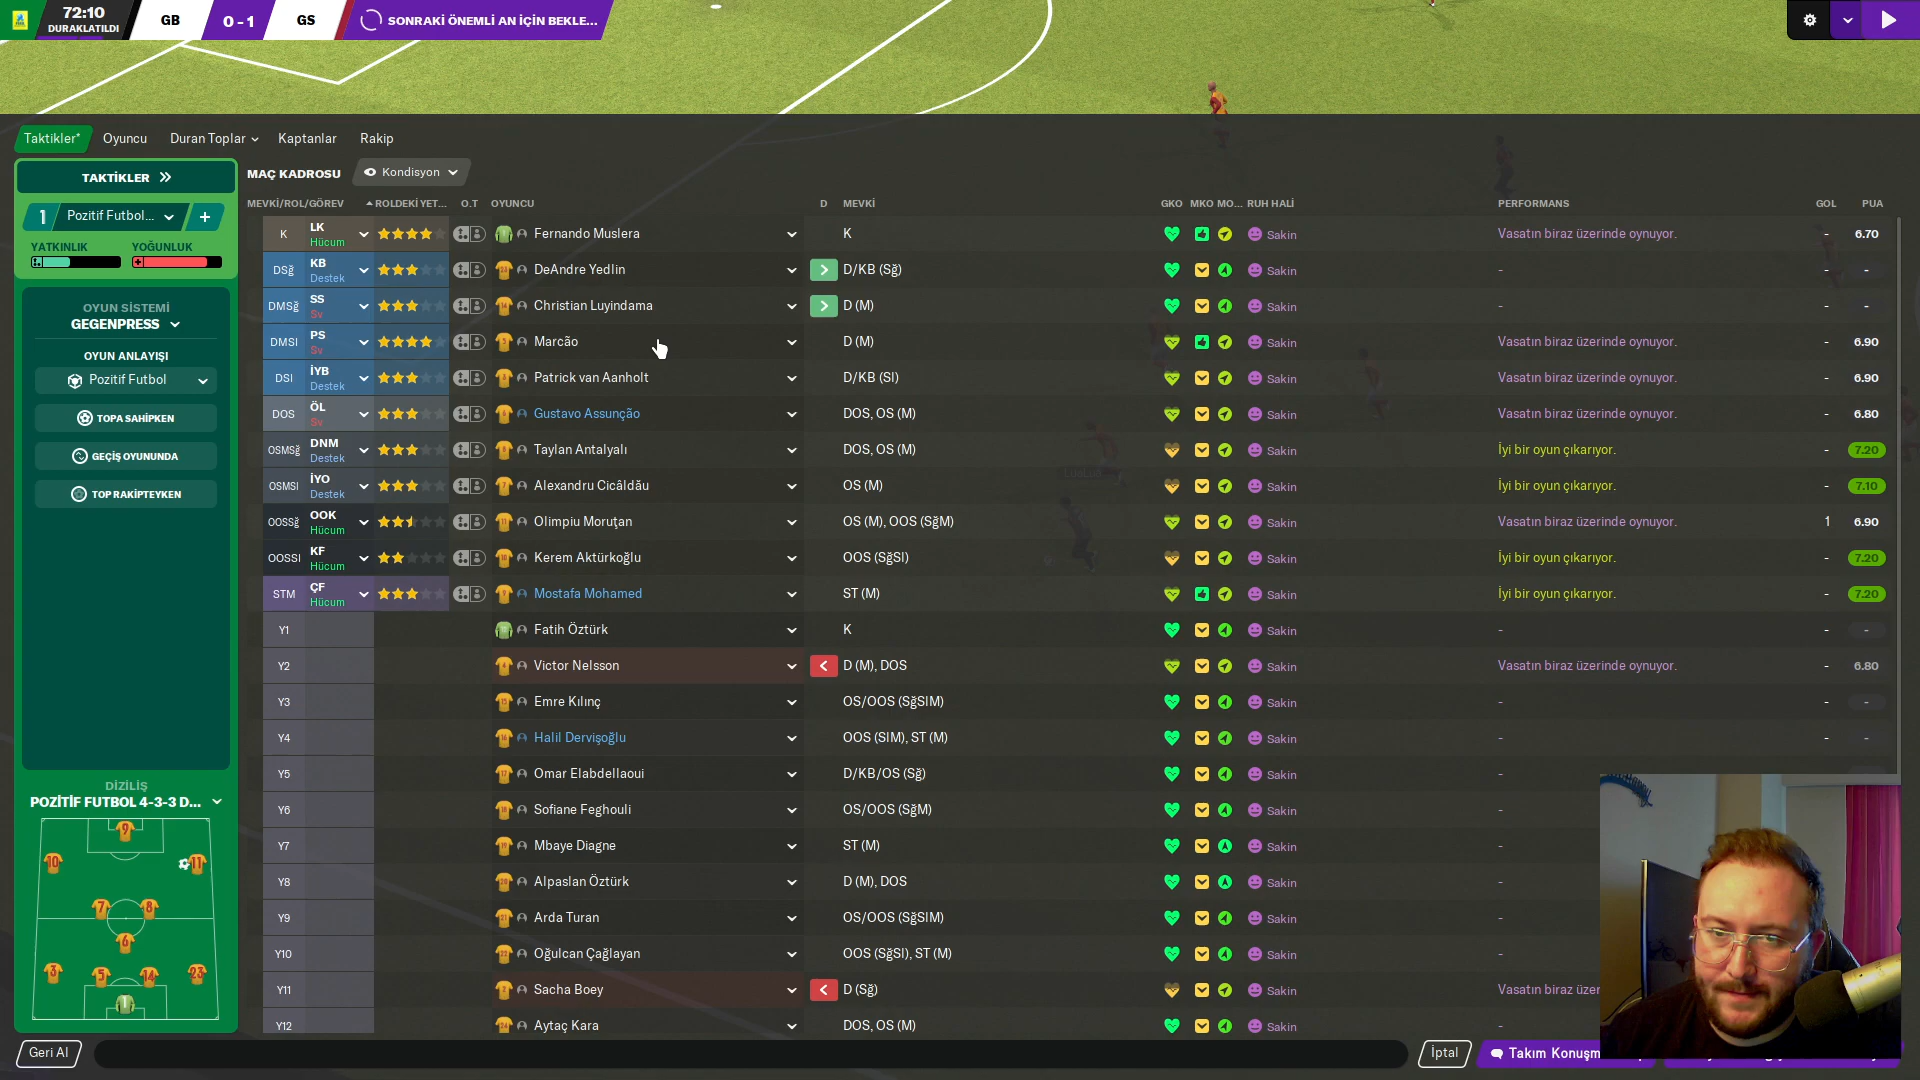 72:10
DURAKLATILDI
GB
0 - 1
GS
SONRAKİ ÖNEMLİ AN İÇİN BEKLE...
Taktikler*
Oyuncu
Duran Toplar
Kaptanlar
Rakip
TAKTİKLER
MAÇ KADROSU
Kondisyon
1 Pozitif Futbol...
YATKINLIK YOĞUNLUK
OYUN SİSTEMİ
GEGENPRESS
OYUN ANLAYIŞI
Pozitif Futbol
TOPA SAHİPKEN
GEÇİŞ OYUNUNDA
TOP RAKİPTEYKEN
DİZİLİŞ
POZİTİF FUTBOL 4-3-3 D...
9
10 11
7 8
6
3 5 14 23
1
MEVKİ/ROL/GÖREV ROLDEKİ YET... O.T OYUNCU D MEVKİ GKO MKO MO... RUH HALİ PERFORMANS GOL PUA
K LK Hücum Fernando Muslera K Sakin Vasatın biraz üzerinde oynuyor. - 6.70
DSğ KB Destek DeAndre Yedlin D/KB (Sğ) Sakin - - -
DMSğ SS Sv Christian Luyindama D (M) Sakin - - -
DMSl PS Sv Marcão D (M) Sakin Vasatın biraz üzerinde oynuyor. - 6.90
DSl İYB Destek Patrick van Aanholt D/KB (Sl) Sakin Vasatın biraz üzerinde oynuyor. - 6.90
DOS ÖL Sv Gustavo Assunção DOS, OS (M) Sakin Vasatın biraz üzerinde oynuyor. - 6.80
OSMSğ DNM Destek Taylan Antalyalı DOS, OS (M) Sakin İyi bir oyun çıkarıyor. - 7.20
OSMSl İYO Destek Alexandru Cicâldău OS (M) Sakin İyi bir oyun çıkarıyor. - 7.10
OOSSğ OOK Hücum Olimpiu Moruțan OS (M), OOS (SğM) Sakin Vasatın biraz üzerinde oynuyor. 1 6.90
OOSSl KF Hücum Kerem Aktürkoğlu OOS (SğSl) Sakin İyi bir oyun çıkarıyor. - 7.20
STM ÇF Hücum Mostafa Mohamed ST (M) Sakin İyi bir oyun çıkarıyor. - 7.20
Y1 Fatih Öztürk K Sakin - - -
Y2 Victor Nelsson D (M), DOS Sakin Vasatın biraz üzerinde oynuyor. - 6.80
Y3 Emre Kılınç OS/OOS (SğSlM) Sakin - - -
Y4 Halil Dervişoğlu OOS (SlM), ST (M) Sakin - - -
Y5 Omar Elabdellaoui D/KB/OS (Sğ) Sakin -
Y6 Sofiane Feghouli OS/OOS (SğM) Sakin -
Y7 Mbaye Diagne ST (M) Sakin -
Y8 Alpaslan Öztürk D (M), DOS Sakin -
Y9 Arda Turan OS/OOS (SğSlM) Sakin -
Y10 Oğulcan Çağlayan OOS (SğSl), ST (M) Sakin -
Y11 Sacha Boey D (Sğ) Sakin Vasatın biraz üzer
Y12 Aytaç Kara DOS, OS (M) Sakin -
Geri Al
İptal
Takım Konuşm